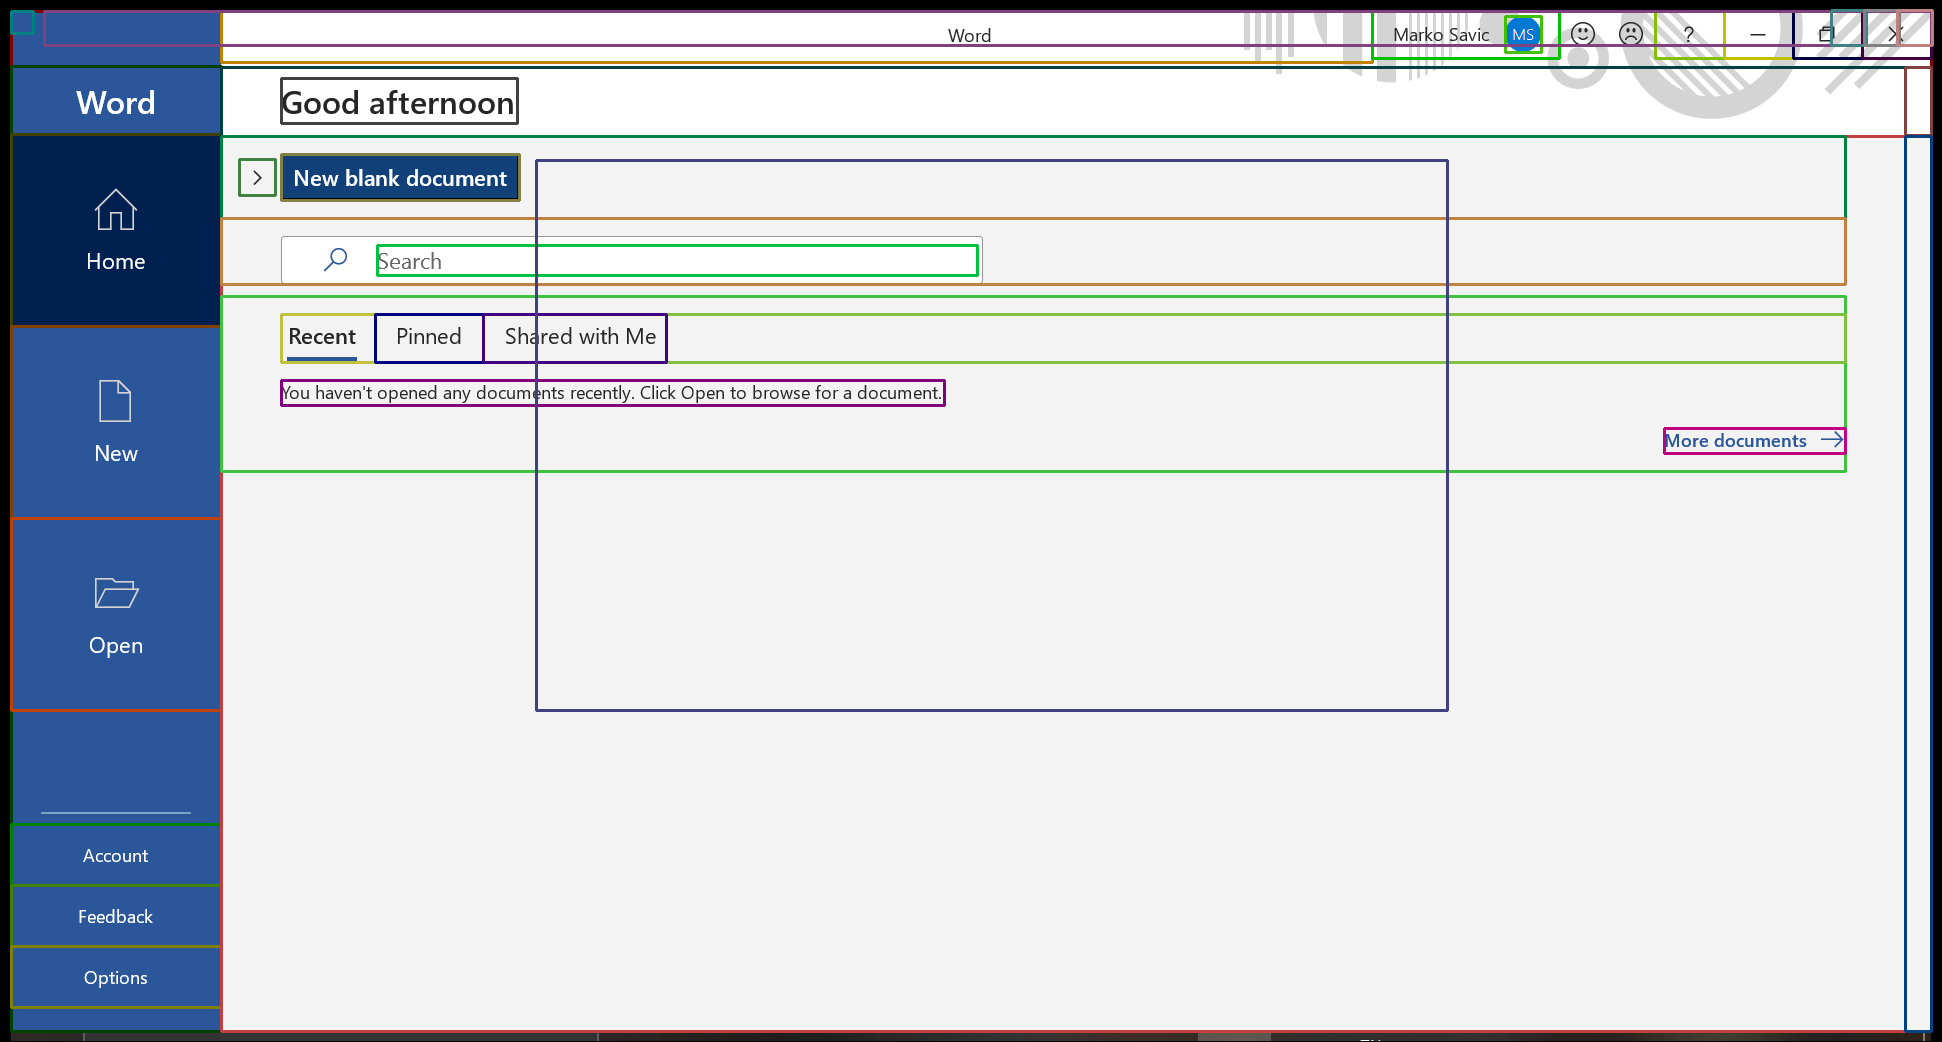 Word
Marko Savic
MS
?
Word
Good afternoon
New blank document
Home
Search
Recent
Pinned
Shared with Me
You haven't opened any documents recently. Click Open to browse for a document.
More documents
New
Open
Account
Feedback
Options